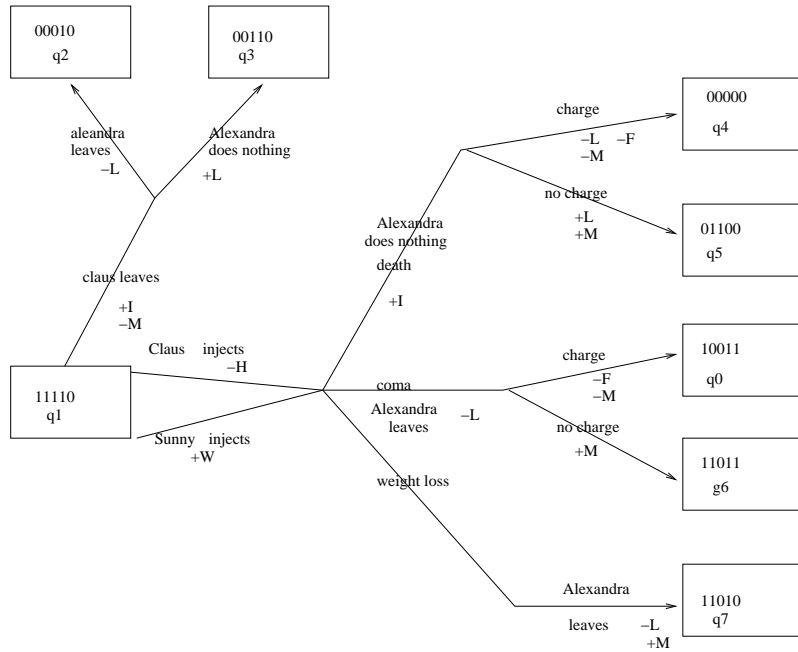 00010
q2
00110
q3
aleandra
leaves
−L
Alexandra
does nothing
+L
claus leaves
+I
−M
11110
q1
Claus injects
−H
Sunny injects
+W
Alexandra
does nothing
death
+I
charge
−L −F
−M
00000
q4
no charge
+L
+M
01100
q5
coma
Alexandra
leaves
−L
charge
−F
−M
10011
q0
no charge
+M
11011
g6
weight loss
Alexandra
leaves −L
+M
11010
q7